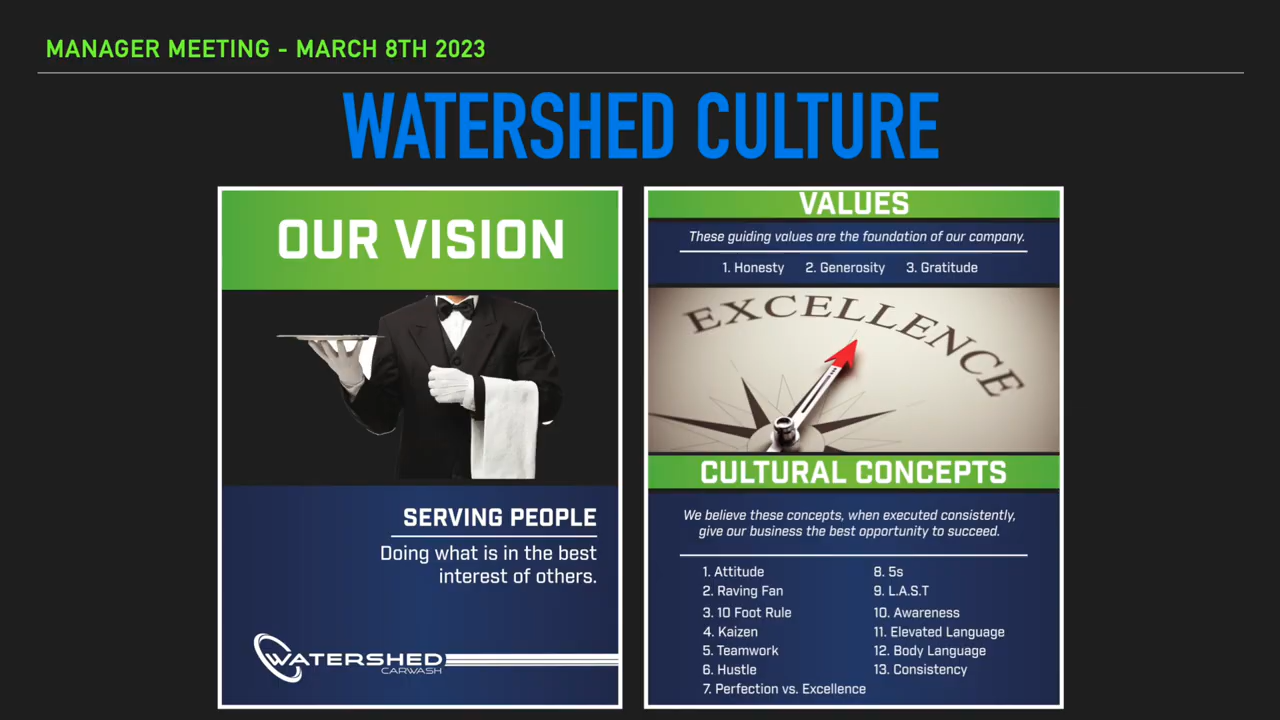 MANAGER MEETING - MARCH 8TH 2023
WATERSHED CULTURE
OUR VISION
SERVING PEOPLE
Doing what is in the best
interest of others.
WATERSHED
CARWASH
VALUES
These guiding values are the foundation of our company.
1. Honesty 2. Generosity 3. Gratitude
EXCELLENCE
CULTURAL CONCEPTS
We believe these concepts, when executed consistently,
give our business the best opportunity to succeed.
1. Attitude
2. Raving Fan
3. 10 Foot Rule
4. Kaizen
5. Teamwork
6. Hustle
7. Perfection vs. Excellence
8. 5s
9. L.A.S.T
10. Awareness
11. Elevated Language
12. Body Language
13. Consistency